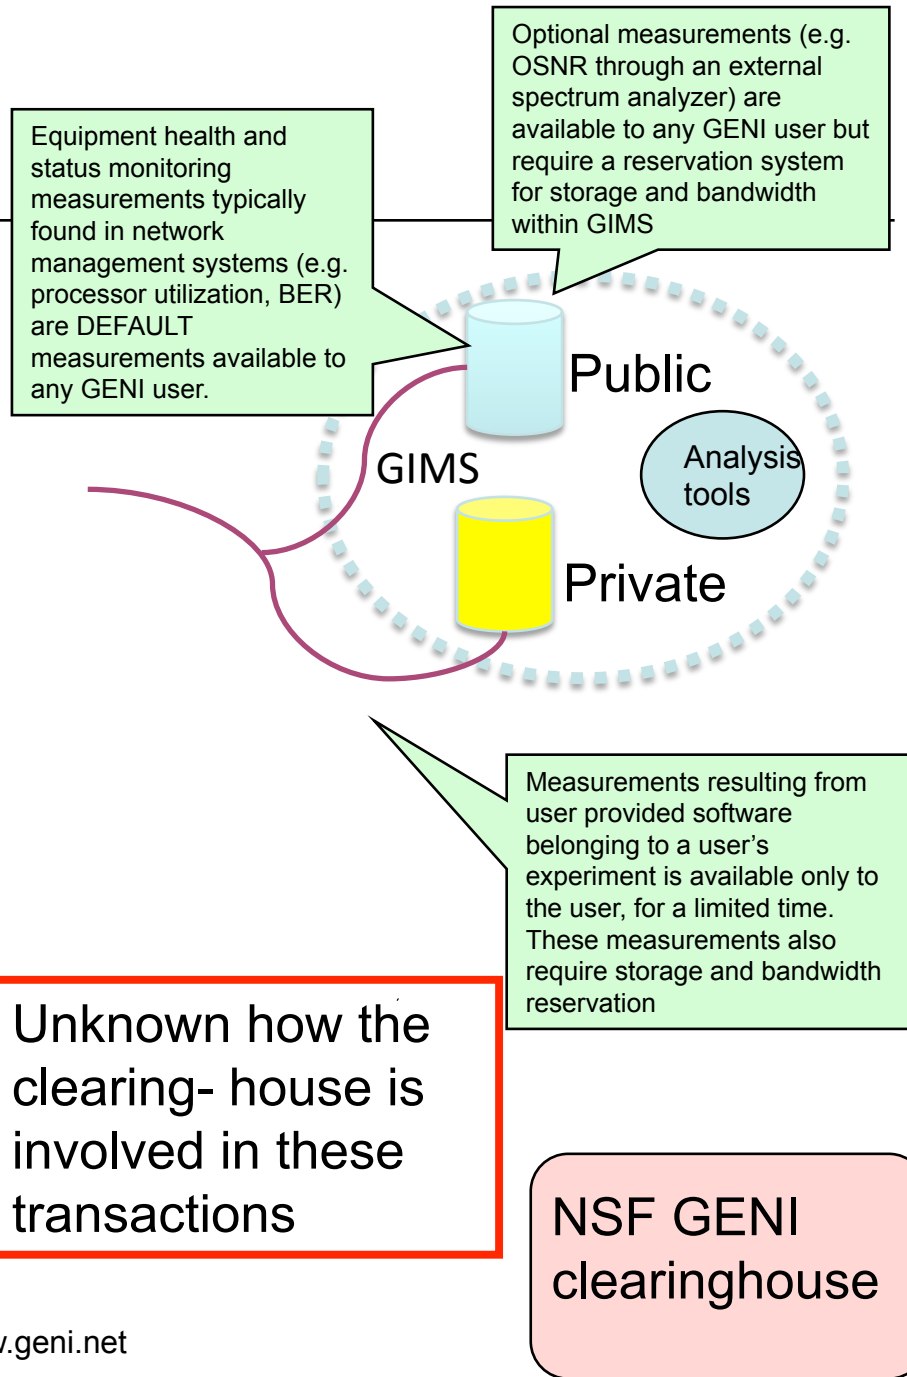 Optional measurements (e.g.
OSNR through an external
spectrum analyzer) are
available to any GENI user but
require a reservation system
for storage and bandwidth
within GIMS
Equipment health and
status monitoring
measurements typically
found in network
management systems (e.g.
processor utilization, BER)
are DEFAULT
measurements available to
any GENI user.
Public
GIMS
Analysis
tools
Private
Measurements resulting from
user provided software
belonging to a user’s
experiment is available only to
the user, for a limited time.
These measurements also
require storage and bandwidth
reservation
Unknown how the
clearing- house is
involved in these
transactions
NSF GENI
clearinghouse
.geni.net